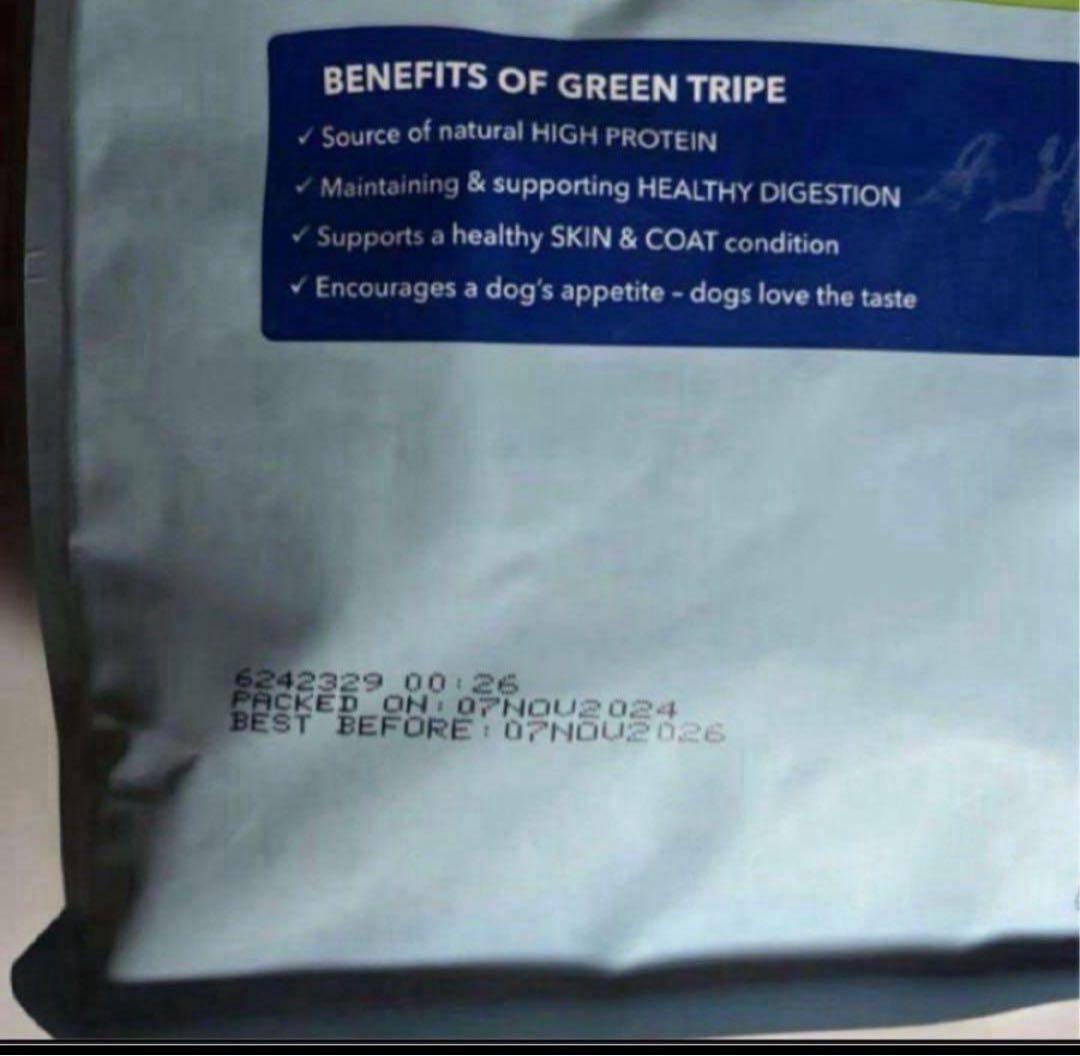 BENEFITS OF GREEN TRIPE
✓ Source of natural HIGH PROTEIN
✓ Maintaining & supporting HEALTHY DIGESTION
✓ Supports a healthy SKIN & COAT condition
✓ Encourages a dog's appetite – dogs love the taste
6242329 00:26
PACKED ON: 07NOV2024
BEST BEFORE: 07NOV2026